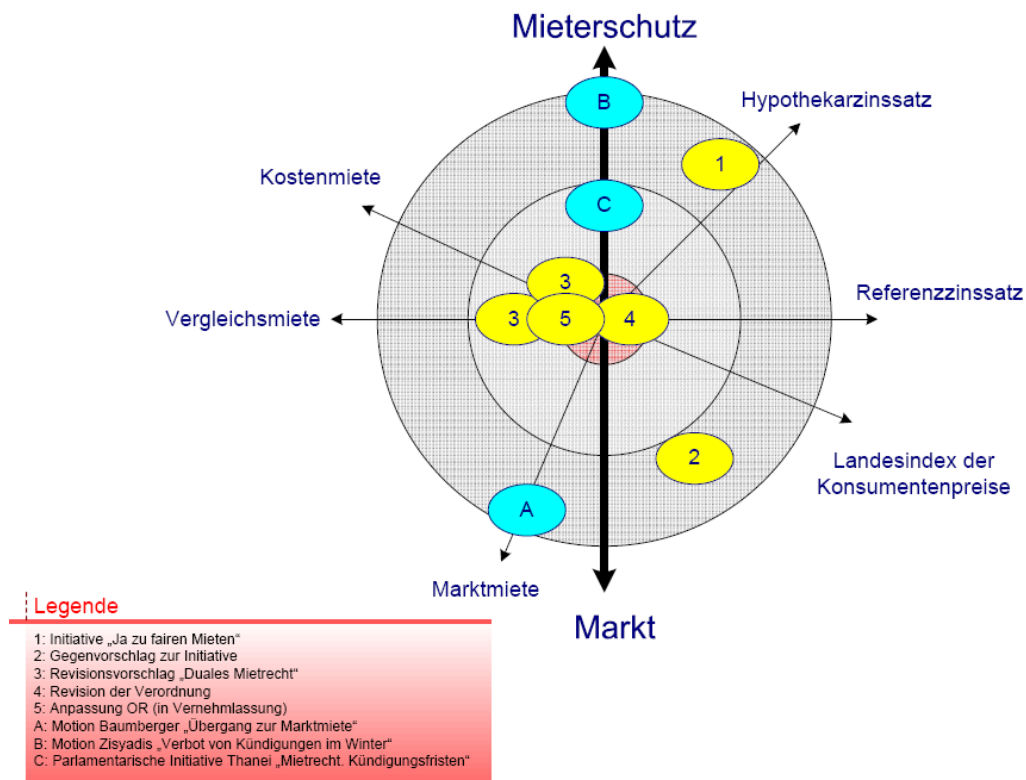 Mieterschutz
B
Hypothekarzinssatz
1
Kostenmiete
C
3
Referenzzinssatz
Vergleichsmiete
3
5
4
2
Landesindex der
Konsumentenpreise
A
Marktmiete
Markt
Legende
1: Initiative „Ja zu fairen Mieten“
2: Gegenvorschlag zur Initiative
3: Revisionsvorschlag „Duales Mietrecht“
4: Revision der Verordnung
5: Anpassung OR (in Vernehmlassung)
A: Motion Baumberger „Übergang zur Marktmiete“
B: Motion Zisyadis „Verbot von Kündigungen im Winter“
C: Parlamentarische Initiative Thanei „Mietrecht. Kündigungsfristen“